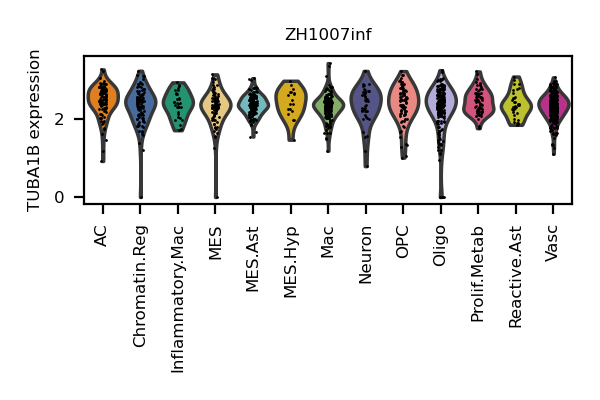 ZH1007inf
TUBA1B expression
2
0
AC
Chromatin.Reg
Inflammatory.Mac
MES
MES.Ast
MES.Hyp
Mac
Neuron
OPC
Oligo
Prolif.Metab
Reactive.Ast
Vasc